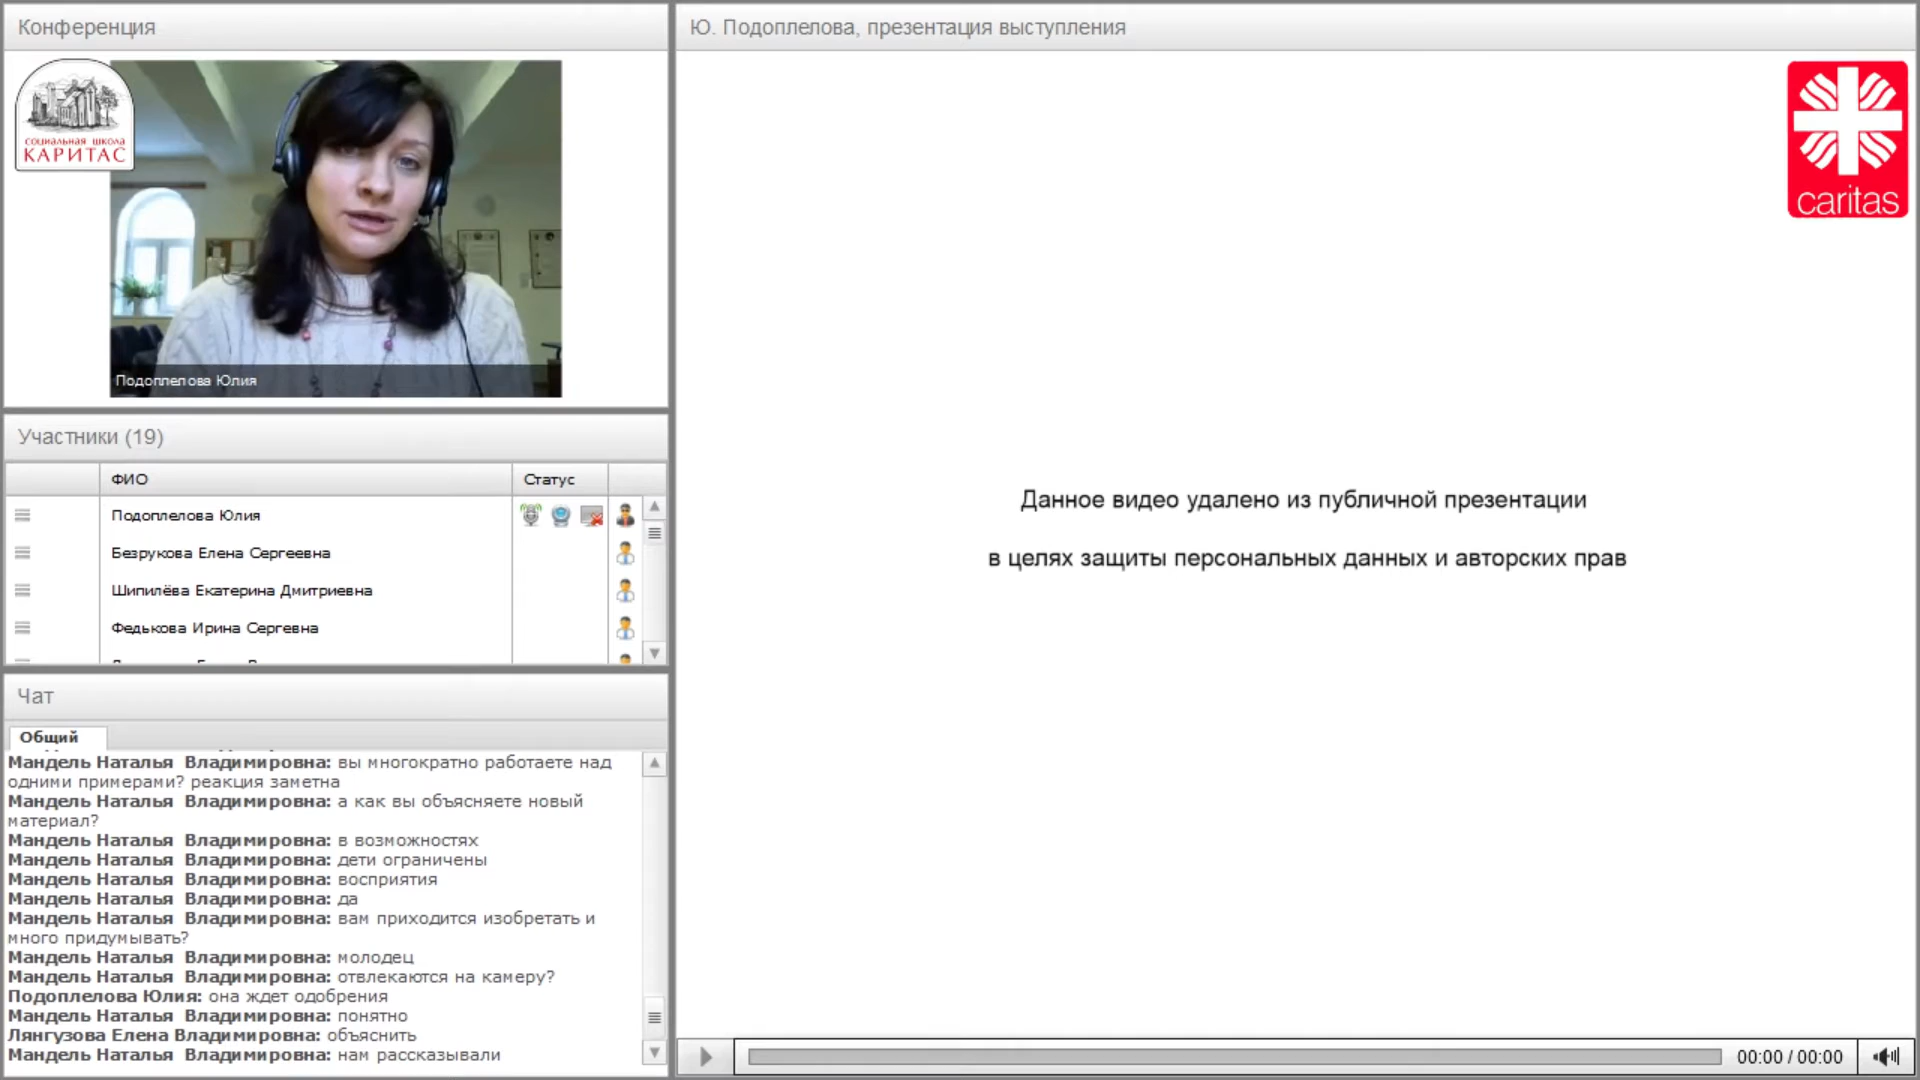 Конференция
СОЦИАЛЬНАЯ ШКОЛА
КАРИТАС
Подоплелова Юлия
Участники (19)
ФИО
Статус
Подоплелова Юлия
Безрукова Елена Сергеевна
Шипилёва Екатерина Дмитриевна
Федькова Ирина Сергевна
Чат
Общий
Мандель Наталья Владимировна: вы многократно работаете над
одними примерами? реакция заметна
Мандель Наталья Владимировна: а как вы объясняете новый
материал?
Мандель Наталья Владимировна: в возможностях
Мандель Наталья Владимировна: дети ограничены
Мандель Наталья Владимировна: восприятия
Мандель Наталья Владимировна: да
Мандель Наталья Владимировна: вам приходится изобретать и
много придумывать?
Мандель Наталья Владимировна: молодец
Мандель Наталья Владимировна: отвлекаются на камеру?
Подоплелова Юлия: она ждет одобрения
Мандель Наталья Владимировна: понятно
Лянгузова Елена Владимировна: объяснить
Мандель Наталья Владимировна: нам рассказывали
Ю. Подоплелова, презентация выступления
caritas
Данное видео удалено из публичной презентации
в целях защиты персональных данных и авторских прав
00:00 / 00:00